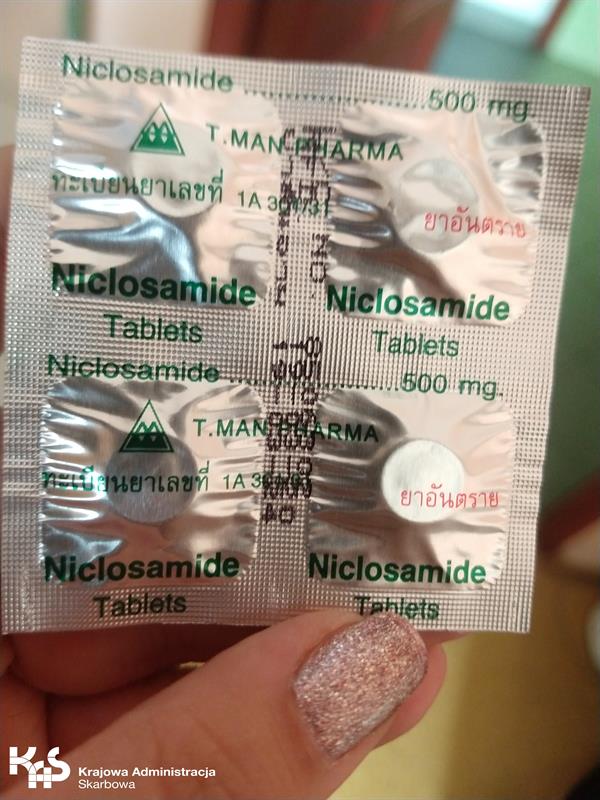 Niclosamide ........................500 mg.
T.MAN PHARMA
ทะเบียนยาเลขที่ 1A
ยาอันตราย
Niclosamide
Tablets
Niclosamide
Tablets
Niclosamide ........................500 mg.
T.MAN PHARMA
ทะเบียนยาเลขที่ 1A
ยาอันตราย
Niclosamide
Tablets
Niclosamide
Tablets
KAS Krajowa Administracja
Skarbowa